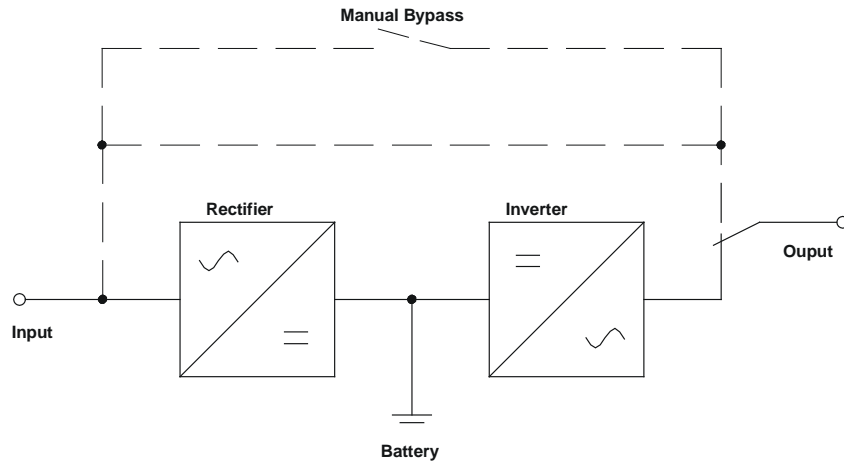 Manual Bypass
Rectifier
Inverter
Ouput
Input
Battery